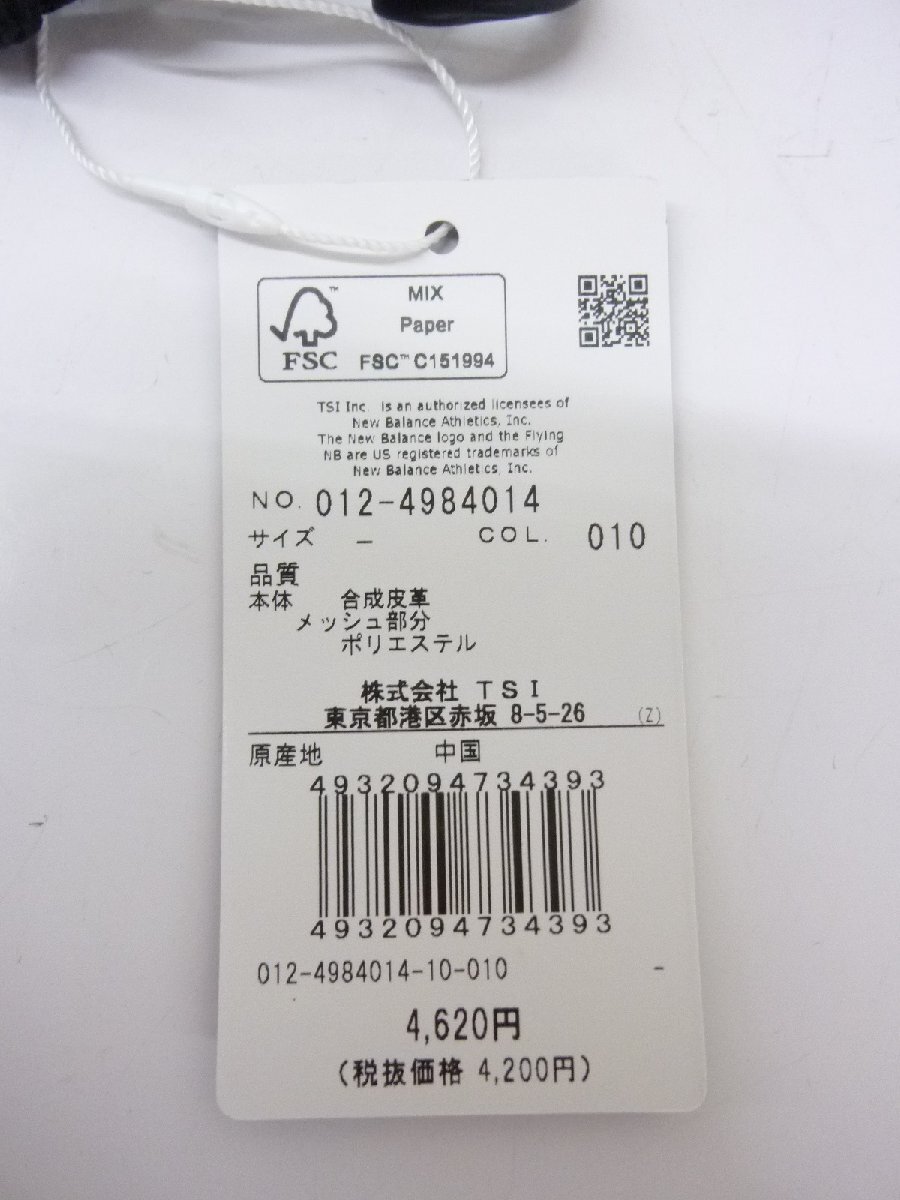 MIX
Paper
FSC™ FSC™ C151994
TSI Inc. is an authorized licensees of
New Balance Athletics, Inc.
The New Balance logo and the Flying
NB are US registered trademarks of
New Balance Athletics, Inc.
NO. 012-4984014
サイズ － COL. 010
品質
本体 合成皮革
メッシュ部分
ポリエステル
株式会社 TSI
東京都港区赤坂 8-5-26 (Z)
原産地 中国
4932094734393
4932094734393
012-4984014-10-010 -
4,620円
(税抜価格 4,200円)